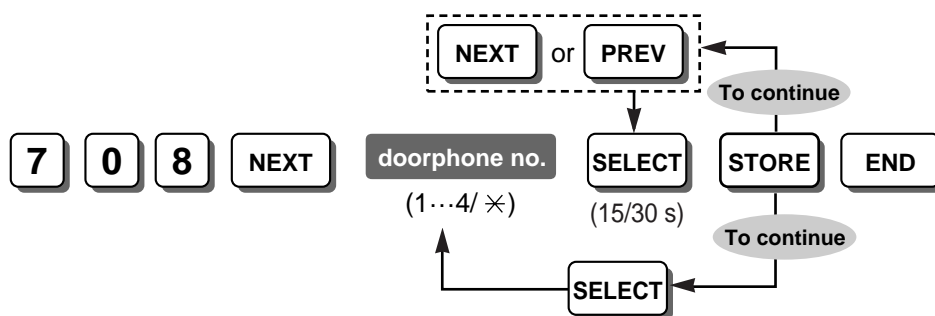 NEXT or PREV
To continue
7 0 8 NEXT doorphone no. SELECT STORE END
(1···4/ ✳) (15/30 s)
To continue
SELECT